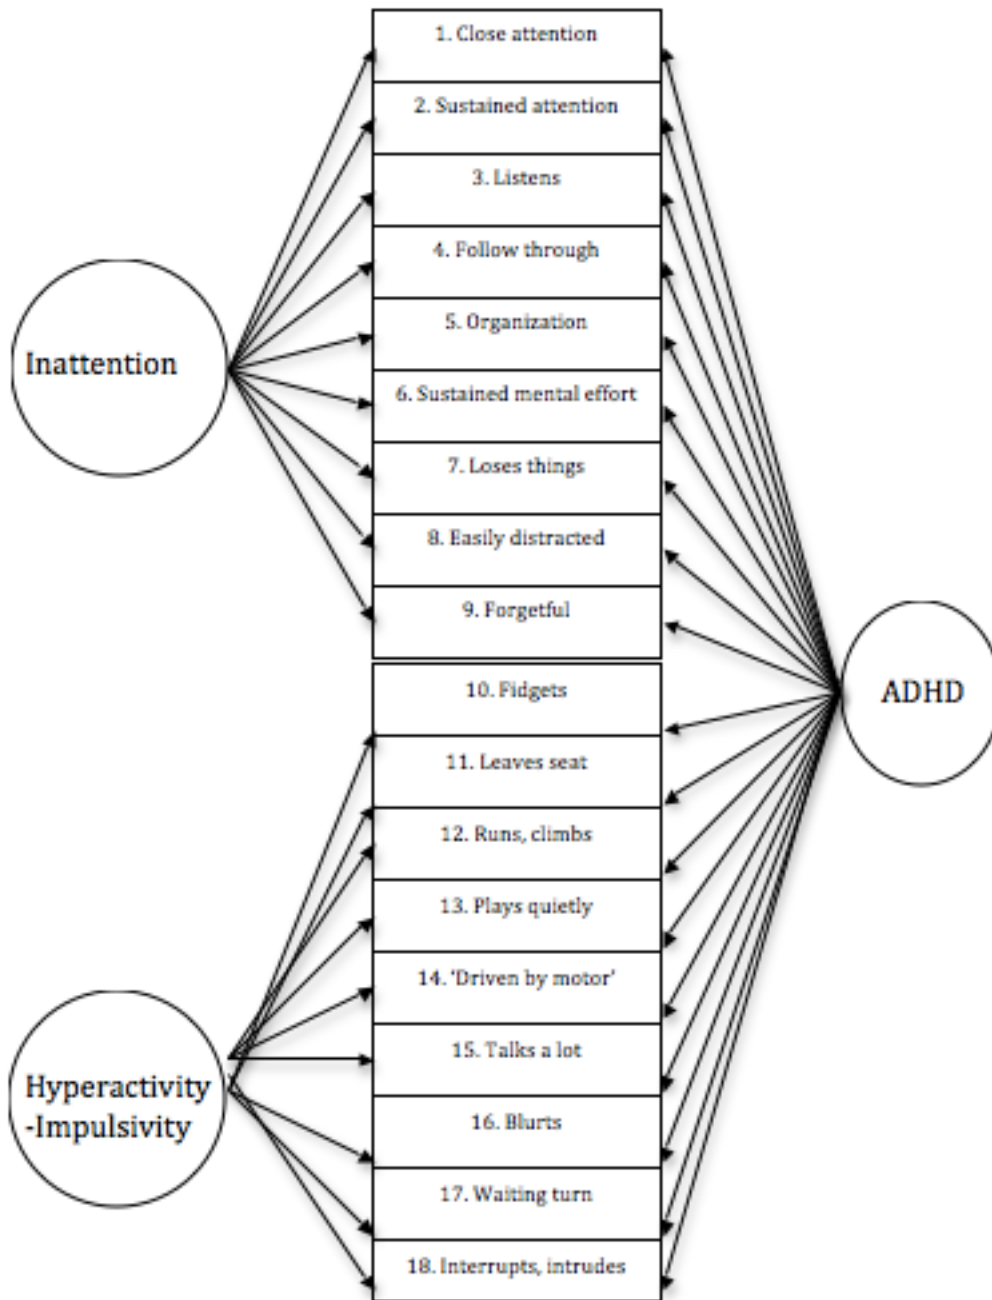 1. Close attention
2. Sustained attention
3. Listens
4. Follow through
5. Organization
6. Sustained mental effort
7. Loses things
8. Easily distracted
9. Forgetful
10. Fidgets
11. Leaves seat
12. Runs, climbs
13. Plays quietly
14. ‘Driven by motor’
15. Talks a lot
16. Blurts
17. Waiting turn
18. Interrupts, intrudes
Inattention
Hyperactivity
-Impulsivity
ADHD